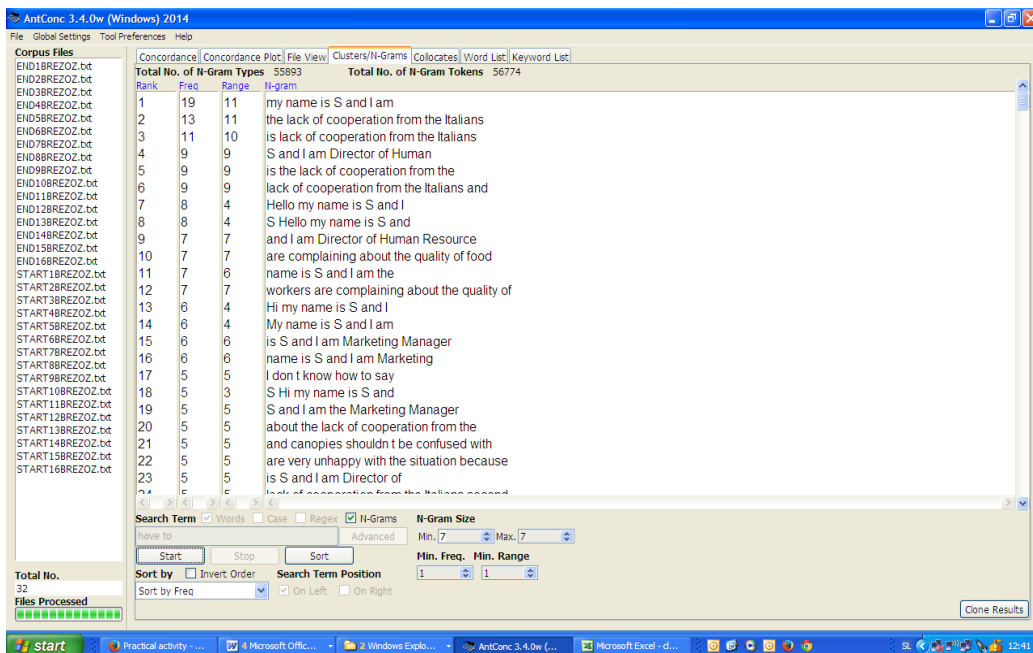 AntConc 3.4.0w (Windows) 2014
File Global Settings Tool Preferences Help
Corpus Files
END1BREZOZ.txt
END2BREZOZ.txt
END3BREZOZ.txt
END4BREZOZ.txt
END5BREZOZ.txt
END6BREZOZ.txt
END7BREZOZ.txt
END8BREZOZ.txt
END9BREZOZ.txt
END10BREZOZ.txt
END11BREZOZ.txt
END12BREZOZ.txt
END13BREZOZ.txt
END14BREZOZ.txt
END15BREZOZ.txt
END16BREZOZ.txt
START1BREZOZ.txt
START2BREZOZ.txt
START3BREZOZ.txt
START4BREZOZ.txt
START5BREZOZ.txt
START6BREZOZ.txt
START7BREZOZ.txt
START8BREZOZ.txt
START9BREZOZ.txt
START10BREZOZ.txt
START11BREZOZ.txt
START12BREZOZ.txt
START13BREZOZ.txt
START14BREZOZ.txt
START15BREZOZ.txt
START16BREZOZ.txt
Total No.
32
Files Processed
Concordance Concordance Plot File View Clusters/N-Grams Collocates Word List Keyword List
Total No. of N-Gram Types 55893 Total No. of N-Gram Tokens 56774
Rank Freq Range N-gram
1 19 11 my name is S and I am
2 13 11 the lack of cooperation from the Italians
3 11 10 is lack of cooperation from the Italians
4 9 9 S and I am Director of Human
5 9 9 is the lack of cooperation from the
6 9 9 lack of cooperation from the Italians and
7 8 4 Hello my name is S and I
8 8 4 S Hello my name is S and
9 7 7 and I am Director of Human Resource
10 7 7 are complaining about the quality of food
11 7 6 name is S and I am the
12 7 7 workers are complaining about the quality of
13 6 4 Hi my name is S and I
14 6 4 My name is S and I am
15 6 6 is S and I am Marketing Manager
16 6 6 name is S and I am Marketing
17 5 5 I don t know how to say
18 5 3 S Hi my name is S and
19 5 5 S and I am the Marketing Manager
20 5 5 about the lack of cooperation from the
21 5 5 and canopies shouldn t be confused with
22 5 5 are very unhappy with the situation because
23 5 5 is S and I am Director of
24 5 5 lack of cooperation from the Italians second
Search Term Words Case Regex N-Grams N-Gram Size
have to Advanced Min. 7 Max. 7
Start Stop Sort Min. Freq. Min. Range
Sort by Invert Order Search Term Position 1 1
Sort by Freq On Left On Right
Clone Results
start Practical activity - ... 4 Microsoft Offic... 2 Windows Explo... AntConc 3.4.0w (... Microsoft Excel - d... SL 12:41